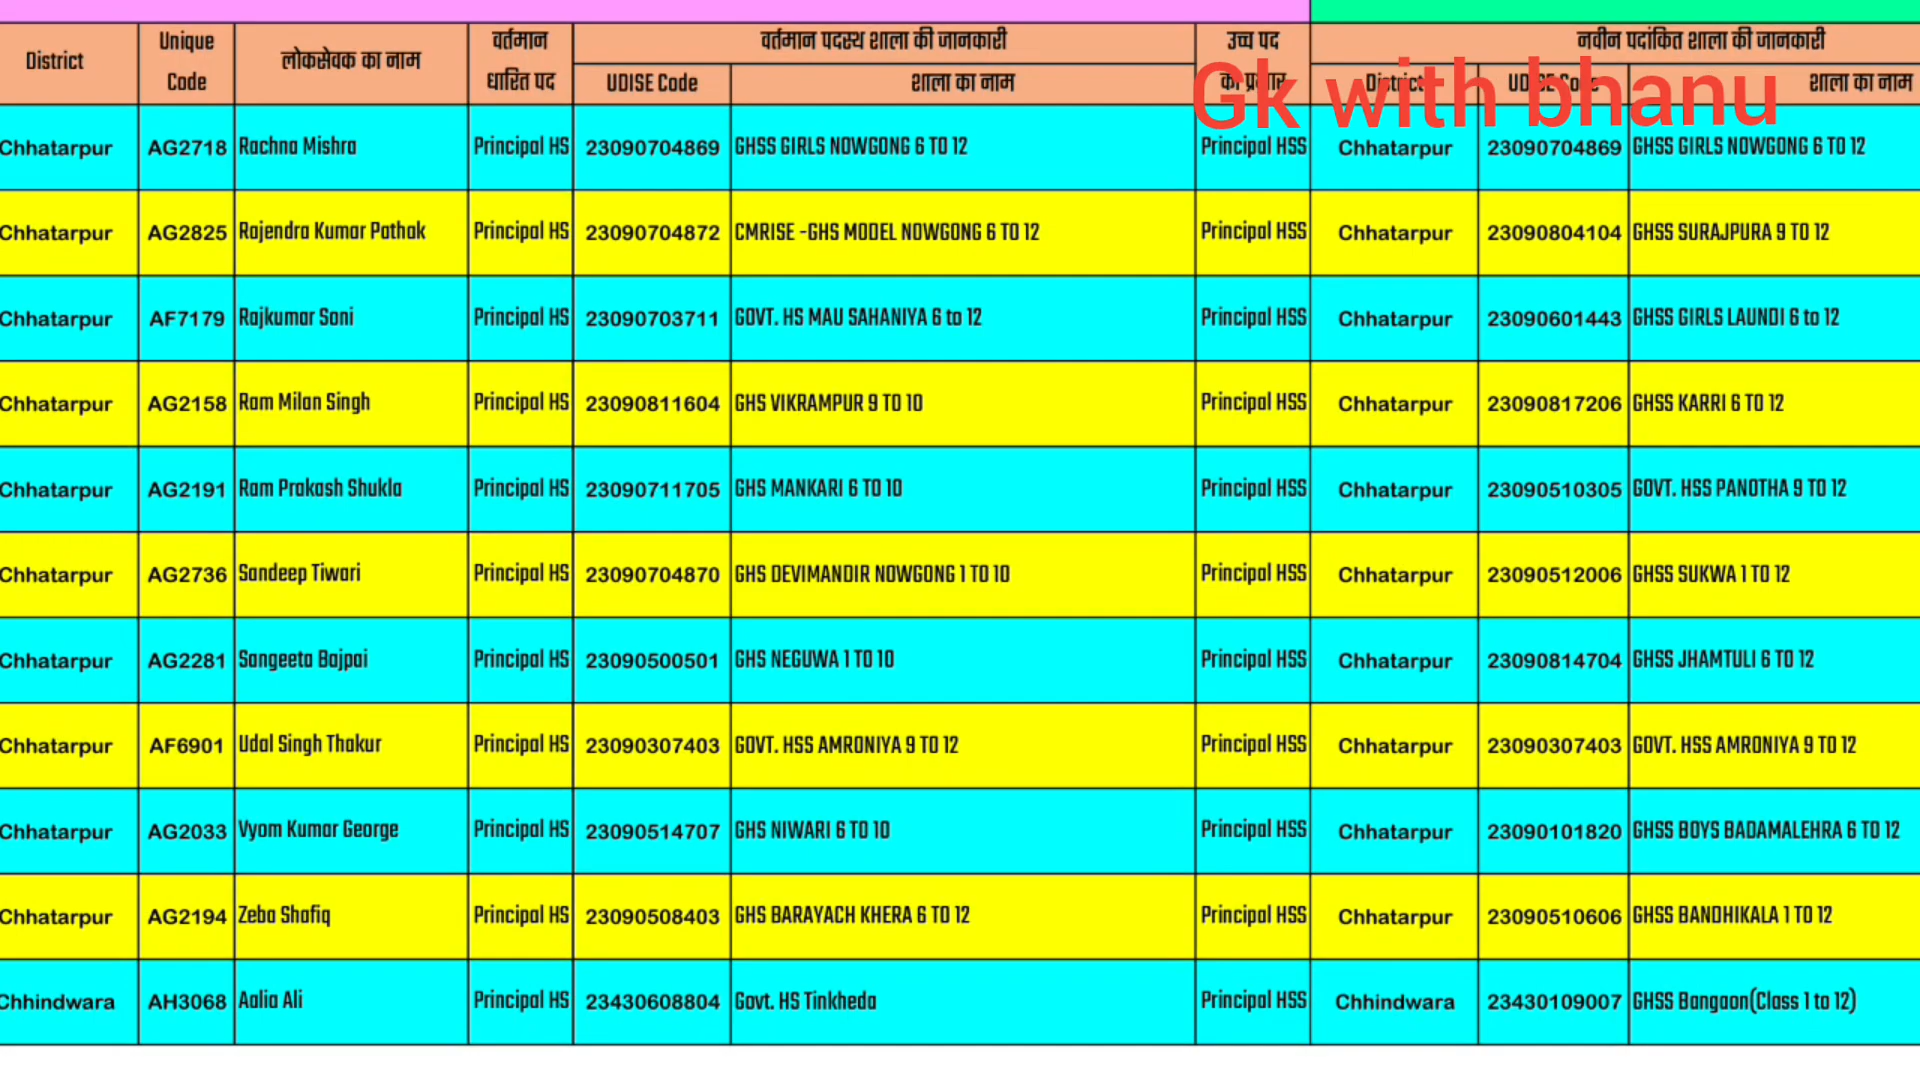 District Unique Code लोकसेवक का नाम वर्तमान धारित पद वर्तमान पदस्थ शाला की जानकारी उच्च पद का प्रभार नवीन पदांकित शाला की जानकारी
UDISE Code शाला का नाम District UDISE Code शाला का नाम
Gk with bhanu
Chhatarpur AG2718 Rachna Mishra Principal HS 23090704869 GHSS GIRLS NOWGONG 6 TO 12 Principal HSS Chhatarpur 23090704869 GHSS GIRLS NOWGONG 6 TO 12
Chhatarpur AG2825 Rajendra Kumar Pathak Principal HS 23090704872 CMRISE -GHS MODEL NOWGONG 6 TO 12 Principal HSS Chhatarpur 23090804104 GHSS SURAJPURA 9 TO 12
Chhatarpur AF7179 Rajkumar Soni Principal HS 23090703711 GOVT. HS MAU SAHANIYA 6 to 12 Principal HSS Chhatarpur 23090601443 GHSS GIRLS LAUNDI 6 to 12
Chhatarpur AG2158 Ram Milan Singh Principal HS 23090811604 GHS VIKRAMPUR 9 TO 10 Principal HSS Chhatarpur 23090817206 GHSS KARRI 6 TO 12
Chhatarpur AG2191 Ram Prakash Shukla Principal HS 23090711705 GHS MANKARI 6 TO 10 Principal HSS Chhatarpur 23090510305 GOVT. HSS PANOTHA 9 TO 12
Chhatarpur AG2736 Sandeep Tiwari Principal HS 23090704870 GHS DEVIMANDIR NOWGONG 1 TO 10 Principal HSS Chhatarpur 23090512006 GHSS SUKWA 1 TO 12
Chhatarpur AG2281 Sangeeta Bajpai Principal HS 23090500501 GHS NEGUWA 1 TO 10 Principal HSS Chhatarpur 23090814704 GHSS JHAMTULI 6 TO 12
Chhatarpur AF6901 Udal Singh Thakur Principal HS 23090307403 GOVT. HSS AMRONIYA 9 TO 12 Principal HSS Chhatarpur 23090307403 GOVT. HSS AMRONIYA 9 TO 12
Chhatarpur AG2033 Vyom Kumar George Principal HS 23090514707 GHS NIWARI 6 TO 10 Principal HSS Chhatarpur 23090101820 GHSS BOYS BADAMALEHRA 6 TO 12
Chhatarpur AG2194 Zeba Shafiq Principal HS 23090508403 GHS BARAYACH KHERA 6 TO 12 Principal HSS Chhatarpur 23090510606 GHSS BANDHIKALA 1 TO 12
Chhindwara AH3068 Aalia Ali Principal HS 23430608804 Govt. HS Tinkheda Principal HSS Chhindwara 23430109007 GHSS Bangaon(Class 1 to 12)